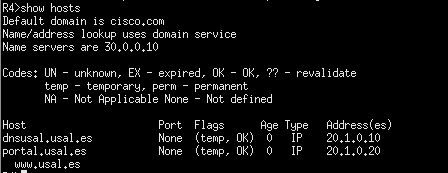 R4>show hosts
Default domain is cisco.com
Name/address lookup uses domain service
Name servers are 30.0.0.10

Codes: UN - unknown, EX - expired, OK - OK, ?? - revalidate
       temp - temporary, perm - permanent
       NA - Not Applicable None - Not defined

Host                      Port  Flags      Age Type   Address(es)
dnsusal.usal.es           None  (temp, OK)  0   IP    20.1.0.10
portal.usal.es            None  (temp, OK)  0   IP    20.1.0.20
  www.usal.es
R4>